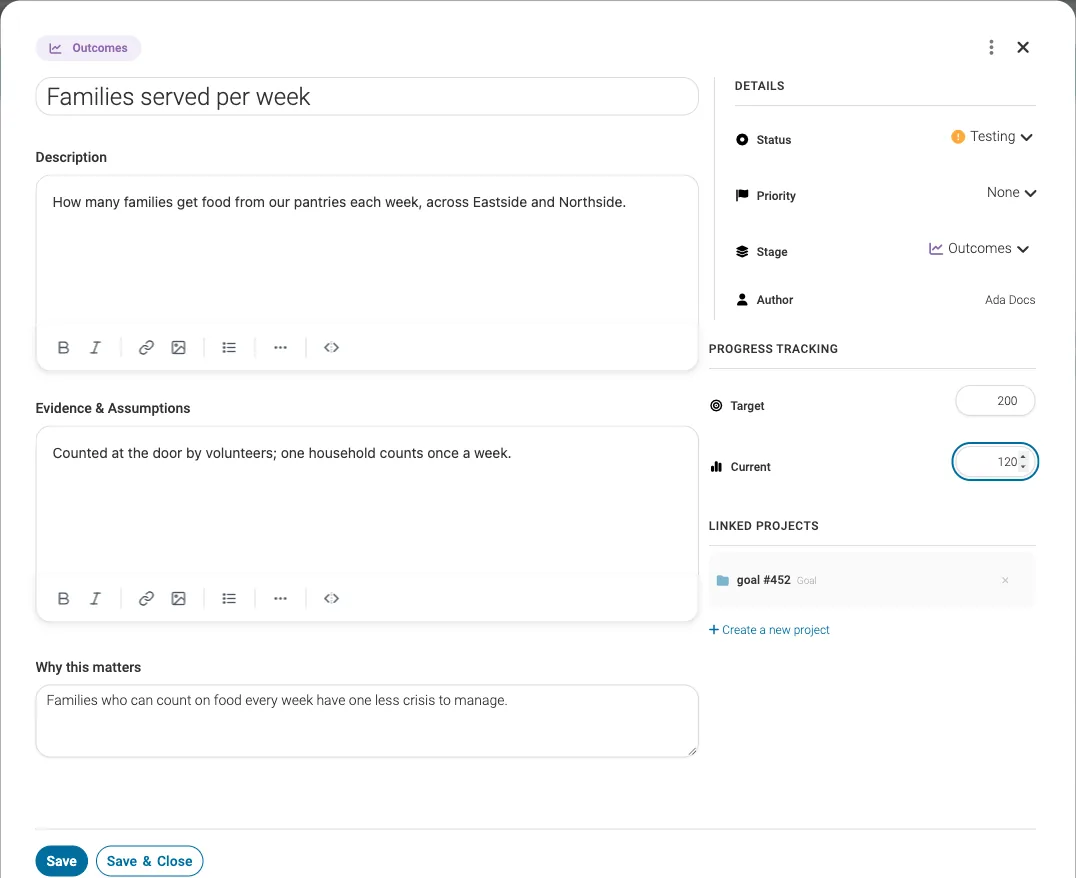 Outcomes
Families served per week
Description
How many families get food from our pantries each week, across Eastside and Northside.
B I
Evidence & Assumptions
Counted at the door by volunteers; one household counts once a week.
B I
Why this matters
Families who can count on food every week have one less crisis to manage.
Save
Save & Close
DETAILS
Status
Testing
Priority
None
Stage
Outcomes
Author
Ada Docs
PROGRESS TRACKING
Target
200
Current
120
LINKED PROJECTS
goal #452 Goal
+ Create a new project